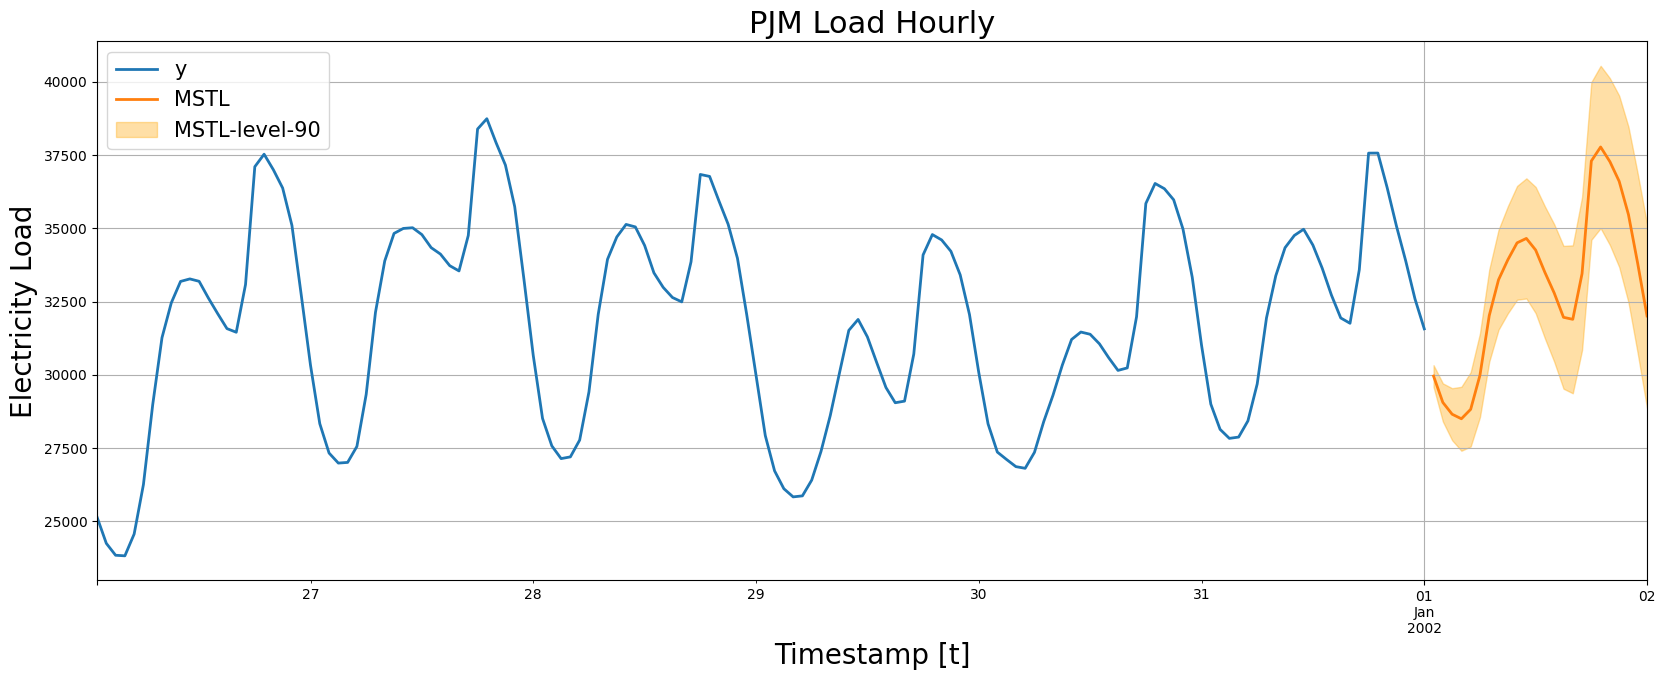 PJM Load Hourly
y
MSTL
MSTL-level-90
Electricity Load
40000
37500
35000
32500
30000
27500
25000
27
28
29
30
31
01
Jan
2002
02
Timestamp [t]